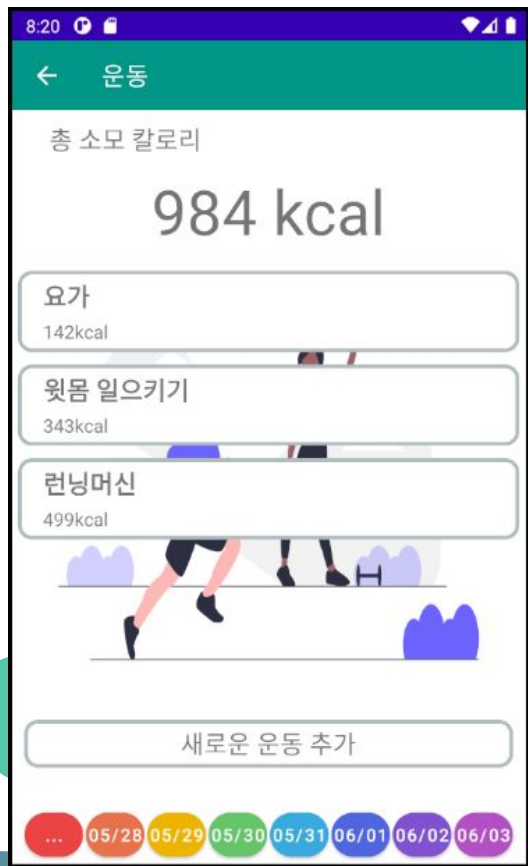 8:20
운동
총 소모 칼로리
984 kcal
요가
142kcal
윗몸 일으키기
343kcal
런닝머신
499kcal
새로운 운동 추가
... 05/28 05/29 05/30 05/31 06/01 06/02 06/03